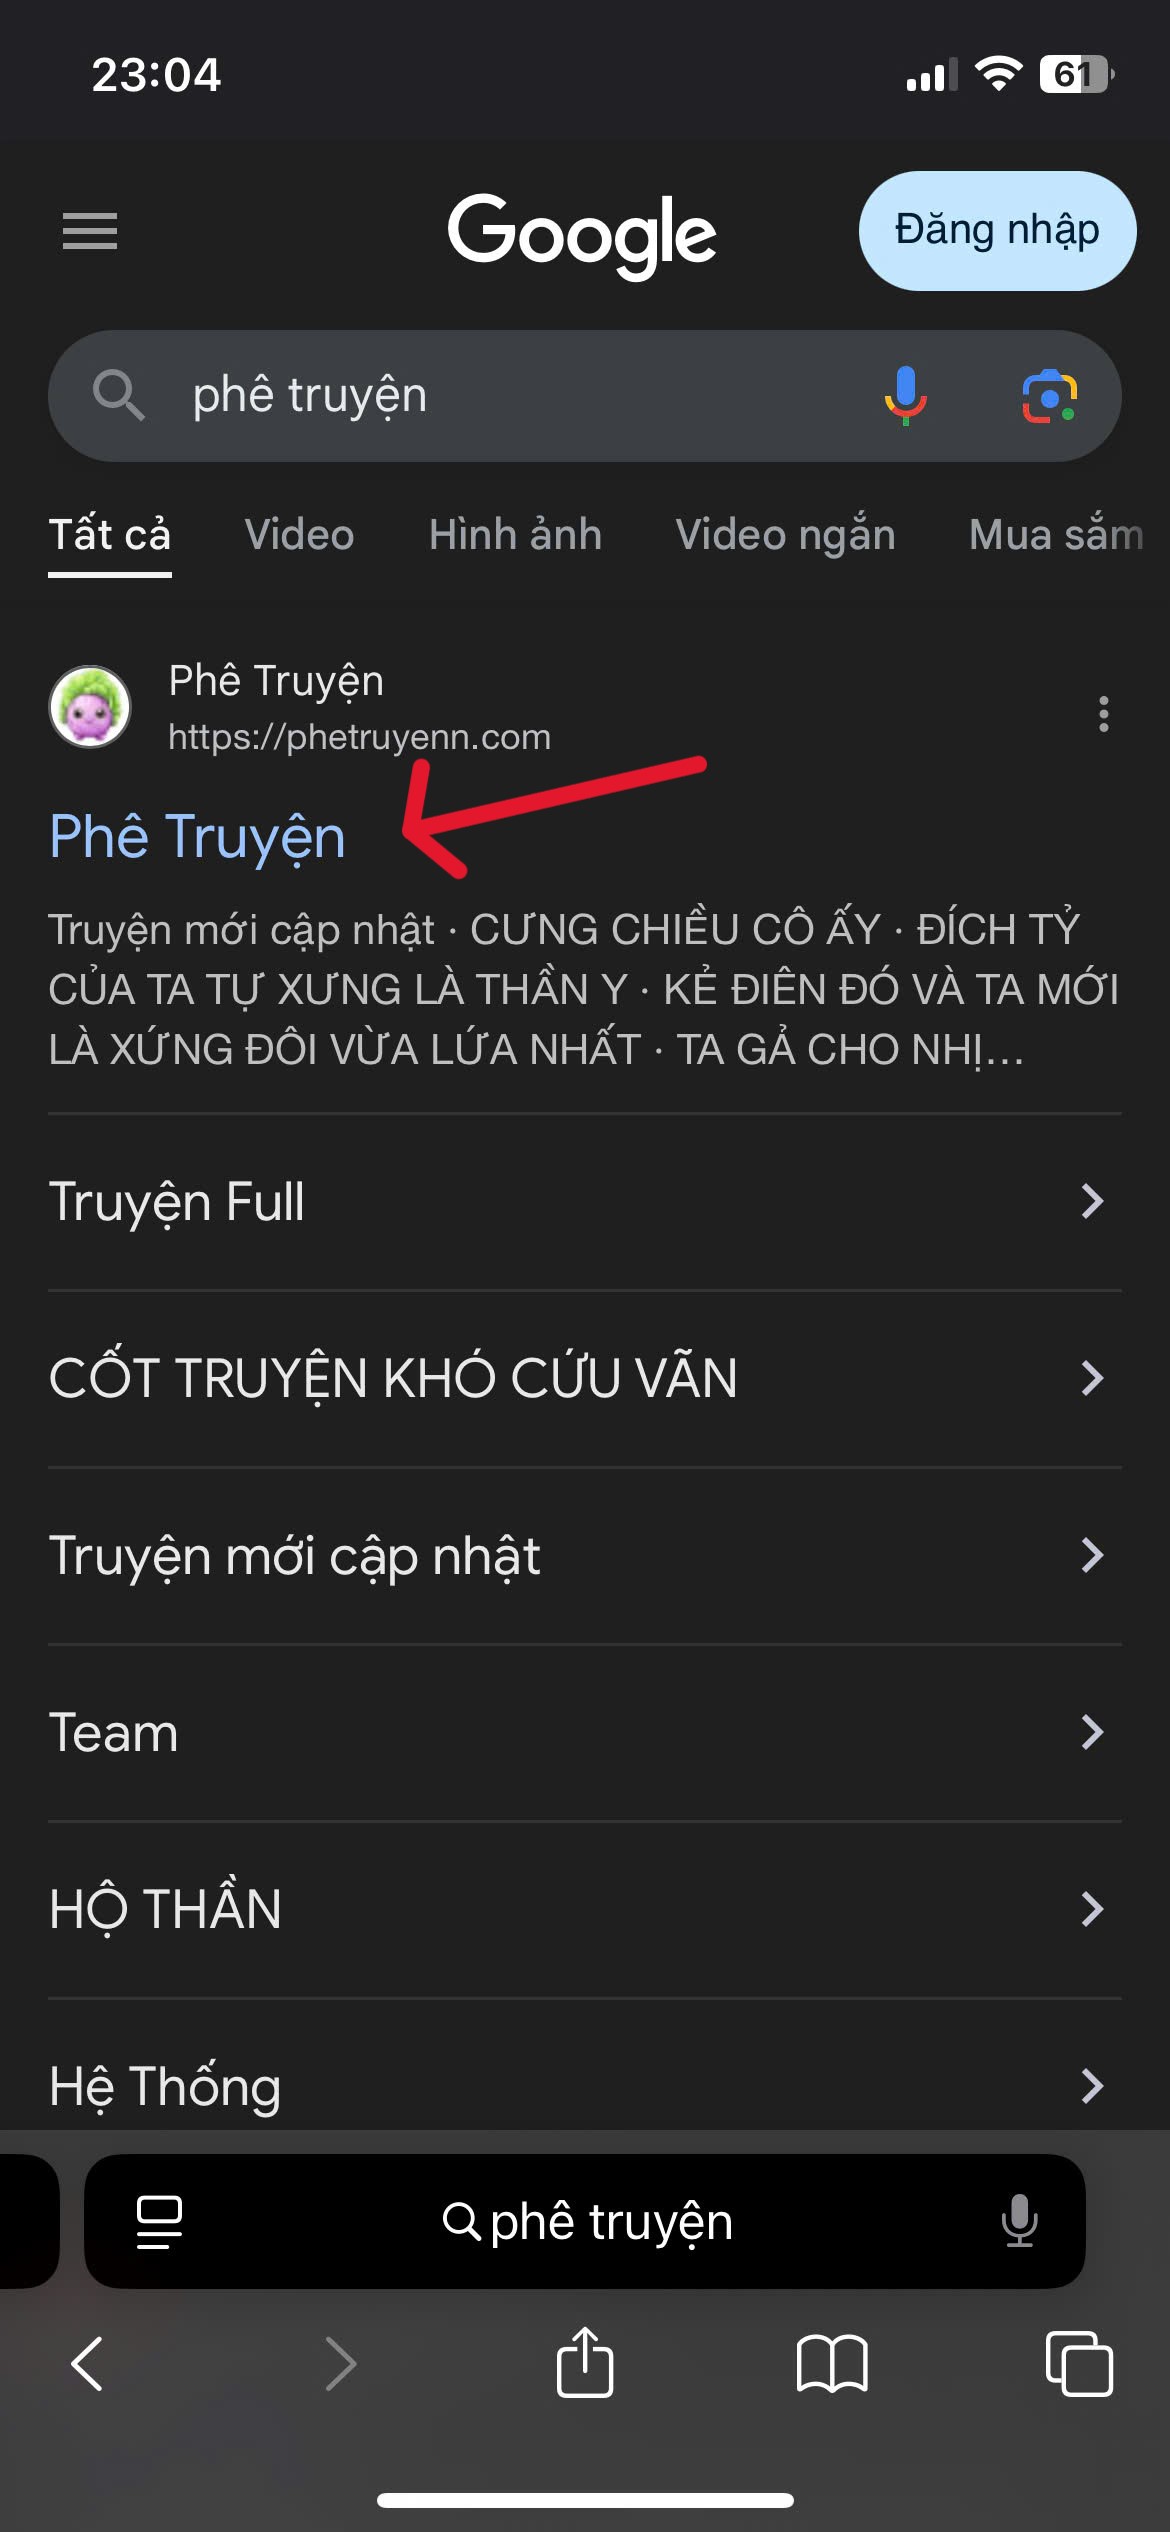 23:04
61
Google
Đăng nhập
phê truyện
Tất cả
Video
Hình ảnh
Video ngắn
Mua sắm
Phê Truyện
https://phetruyenn.com
Phê Truyện
Truyện mới cập nhật · CƯNG CHIỀU CÔ ẤY · ĐÍCH TỶ
CỦA TA TỰ XƯNG LÀ THẦN Y · KẺ ĐIÊN ĐÓ VÀ TA MỚI
LÀ XỨNG ĐÔI VỪA LỨA NHẤT · TA GẢ CHO NHỊ...
Truyện Full
CỐT TRUYỆN KHÓ CỨU VÃN
Truyện mới cập nhật
Team
HỘ THẦN
Hệ Thống
phê truyện